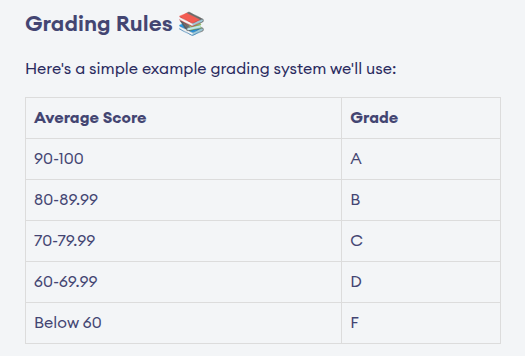 Grading Rules 📚
Here's a simple example grading system we'll use:
Average Score Grade
90-100 A
80-89.99 B
70-79.99 C
60-69.99 D
Below 60 F